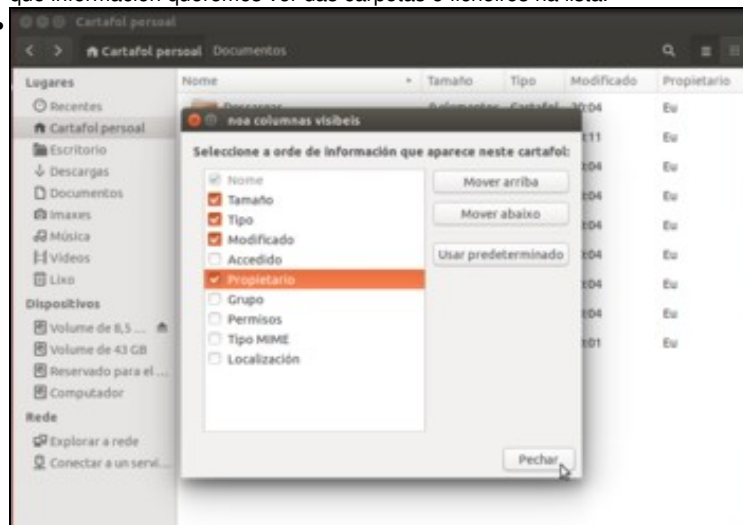 que información queremos ver das carpetas e ficheiros na lista.
Cartafol persoal
Cartafol persoal Documentos
Lugares
Nome Tamaño Tipo Modificado Propietario
Recentes
Descargas 0 elementos Cartafol 20:04 Eu
Cartafol persoal
Eu
Escritorio
Eu
Descargas
Documentos
Eu
Imaxes
Eu
Música
Vídeos
Eu
Lixo
Eu
Dispositivos
Eu
Volume de 8,5 ...
Volume de 43 GB
Eu
Reservado para el ...
Computador
Rede
Explorar a rede
Conectar a un servi...
noa columnas visibeis
Seleccione a orde de información que aparece neste cartafol:
Nome
Tamaño
Tipo
Modificado
Accedido
Propietario
Grupo
Permisos
Tipo MIME
Localización
Mover arriba
Mover abaixo
Usar predeterminado
Pechar